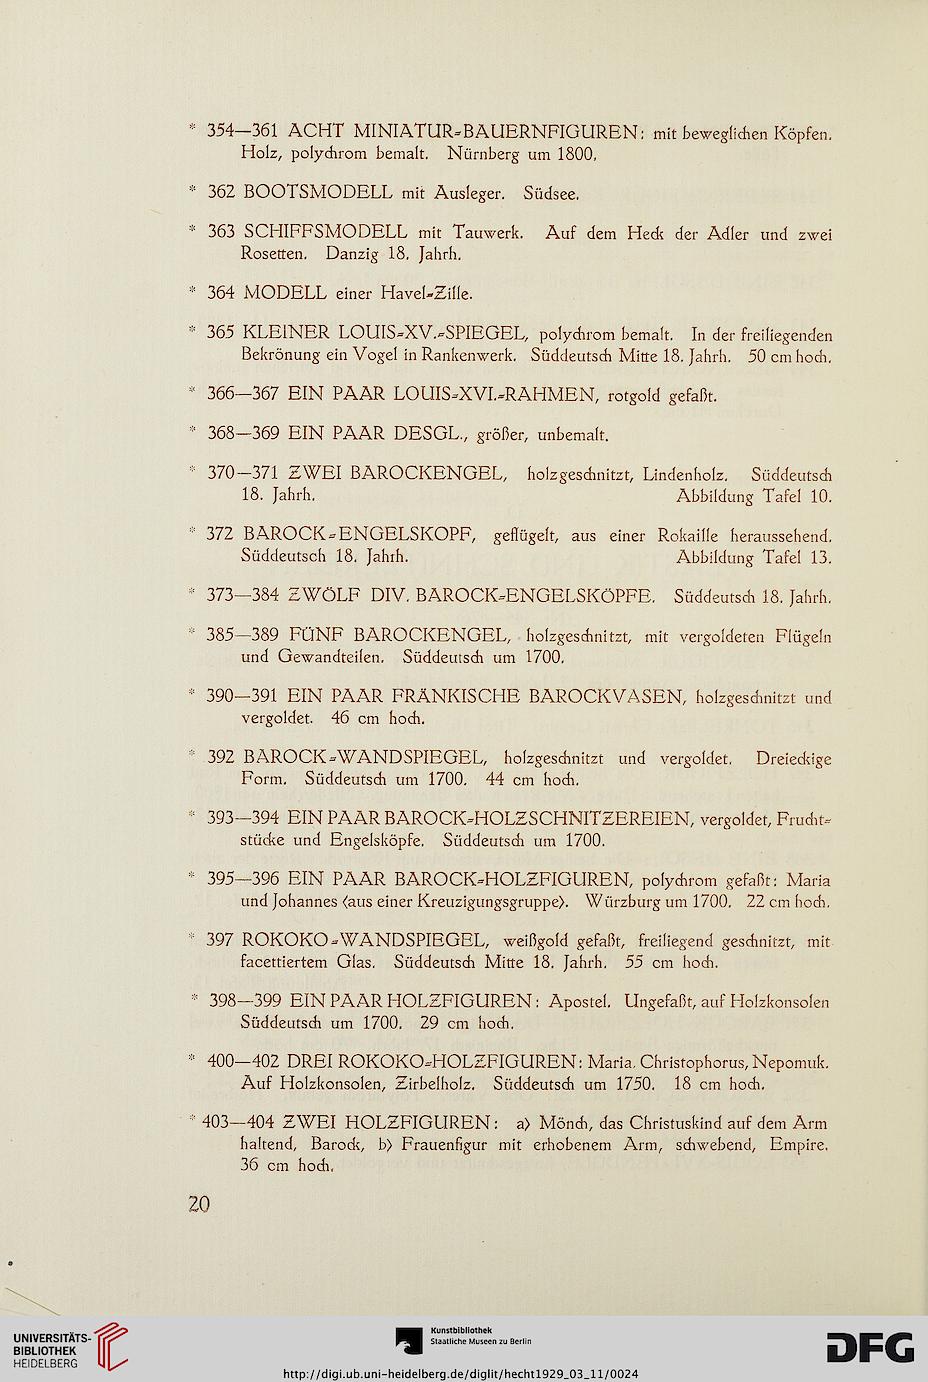 * 354—361 ACHT MINIATUR-BAUERNFIGUREN: mit beweglichen Köpfen.
Holz, polychrom bemalt. Nürnberg um 1800.
* 362 BOOTSMODELL mit Ausleger. Südsee.
* 363 SCHIFFSMODELL mit Tauwerk. Auf dem Heck der Adler und zwei
Rosetten. Danzig 18. Jahrh.
* 364 MODELL einer Havel-Zille.
* 365 KLEINER LOUIS-XV.-SPIEGEL, polychrom bemalt. In der freiliegenden
Bekrönung ein Vogel in Rankenwerk. Süddeutsch Mitte 18. Jahrh. 50 cm hoch.
* 366—367 EIN PAAR LOUIS-XVI.-RAHMEN, rotgold gefaßt.
* 368—369 EIN PAAR DESGL., größer, unbemalt.
* 370—371 ZWEI BAROCKENGEL, holzgeschnitzt, Lindenholz. Süddeutsch
18. Jahrh. Abbildung Tafel 10.
* 372 BAROCK-ENGELSKOPF, geflügelt, aus einer Rokaille heraussehend.
Süddeutsch 18. Jahrh. Abbildung Tafel 13.
* 373—384 ZWÖLF DIV. BAROCK-ENGELSKÖPFE. Süddeutsch 18. Jahrh.
* 385—389 FÜNF BAROCKENGEL, holzgeschnitzt, mit vergoldeten Flügeln
und Gewandteilen. Süddeutsch um 1700.
* 390—391 EIN PAAR FRÄNKISCHE BAROCKVASEN, holzgeschnitzt und
vergoldet. 46 cm hoch.
* 392 BAROCK-WANDSPIEGEL, holzgeschnitzt und vergoldet. Dreieckige
Form. Süddeutsch um 1700. 44 cm hoch.
* 393—394 EIN PAAR BAROCK-HOLZSCHNITZEREIEN, vergoldet, Frucht-
stücke und Engelsköpfe. Süddeutsch um 1700.
* 395—396 EIN PAAR BAROCK-HOLZFIGUREN, polychrom gefaßt: Maria
und Johannes (aus einer Kreuzigungsgruppe). Würzburg um 1700. 22 cm hoch.
* 397 ROKOKO-WANDSPIEGEL, weißgold gefaßt, freiliegend geschnitzt, mit
facettiertem Glas. Süddeutsch Mitte 18. Jahrh. 55 cm hoch.
* 398—399 EIN PAAR HOLZFIGUREN: Apostel. Ungefaßt, auf Holzkonsolen
Süddeutsch um 1700. 29 cm hoch.
* 400—402 DREI ROKOKO-HOLZFIGUREN: Maria, Christophorus, Nepomuk.
Auf Holzkonsolen, Zirbelholz. Süddeutsch um 1750. 18 cm hoch.
* 403—404 ZWEI HOLZFIGUREN: a) Mönch, das Christuskind auf dem Arm
haltend, Barock, b) Frauenfigur mit erhobenem Arm, schwebend, Empire.
36 cm hoch.
20
UNIVERSITÄTS-
BIBLIOTHEK
HEIDELBERG
Kunstbibliothek
Staatliche Museen zu Berlin
DFG
http://digi.ub.uni-heidelberg.de/diglit/hecht1929_03_11/0024